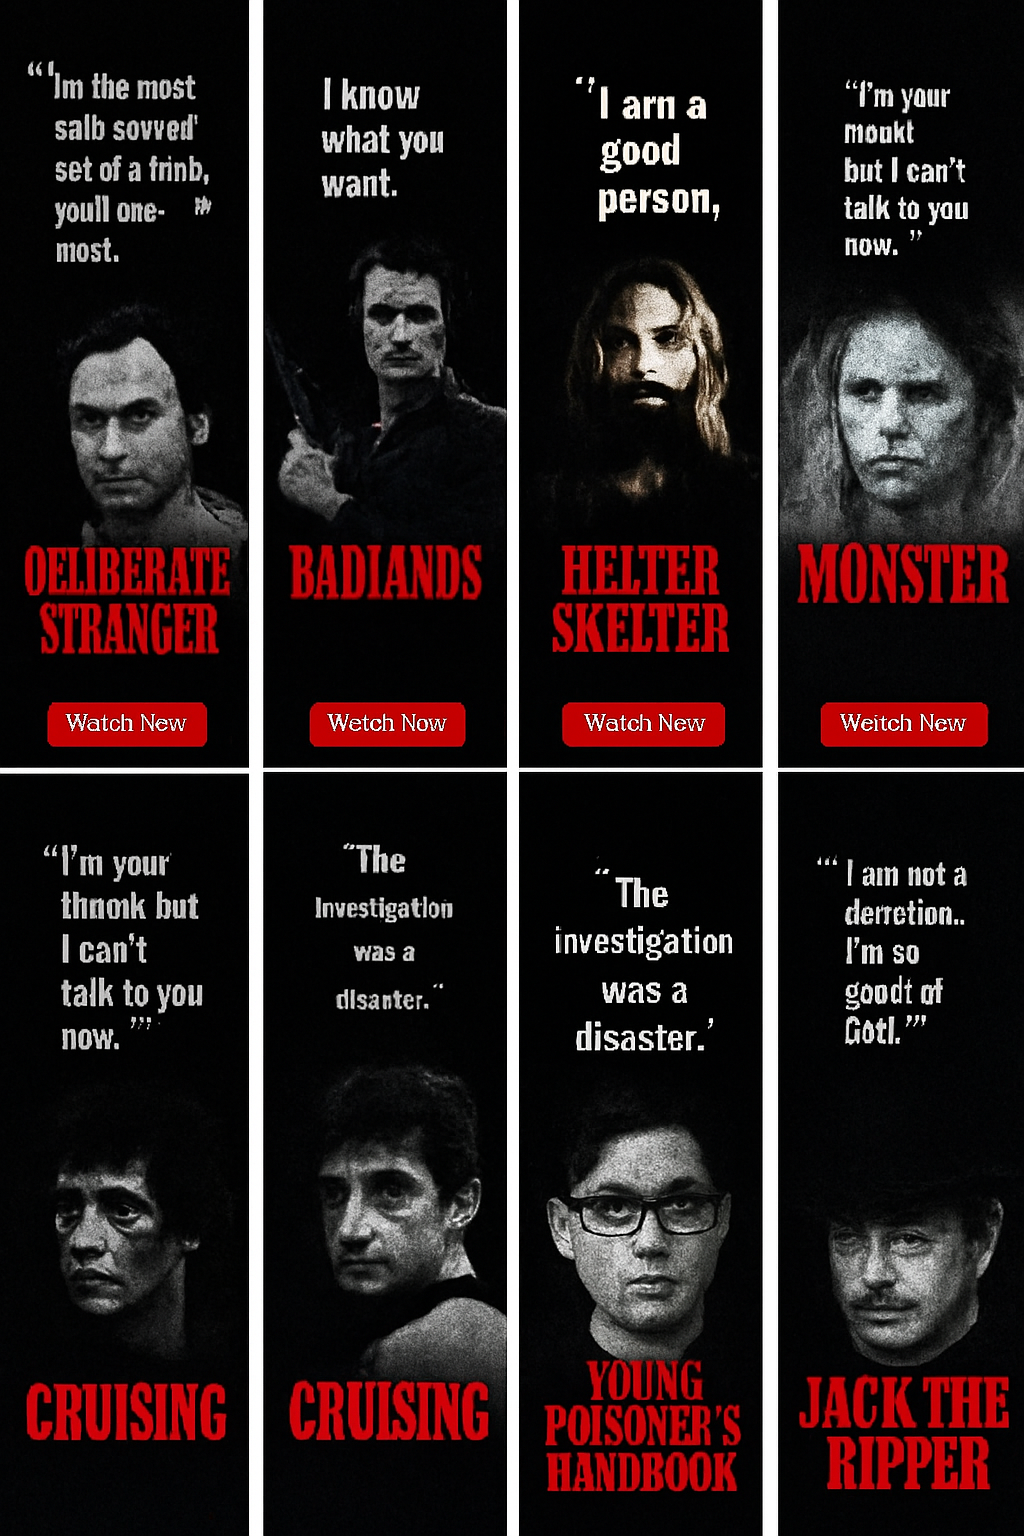 “‘Im the most
salb sovved'
set of a frinb,
youll one-
most.
OELIBERATE
STRANGER
Watch New
I know
what you
want.
BADIANDS
Wetch Now
“I arn a
good
person,
HELTER
SKELTER
Watch New
“I’m your
moukt
but I can’t
talk to you
now. ”
MONSTER
Weitch New
“I’m your
thnonk but
I can’t
talk to you
now. ”’
CRUISING
“The
Investigation
was a
disanter.“
CRUISING
“The
investigation
was a
disaster.’
YOUNG
POISONER’S
HANDBOOK
“‘ I am not a
derretion..
I’m so
goodt of
Gotl.”’
JACK THE
RIPPER